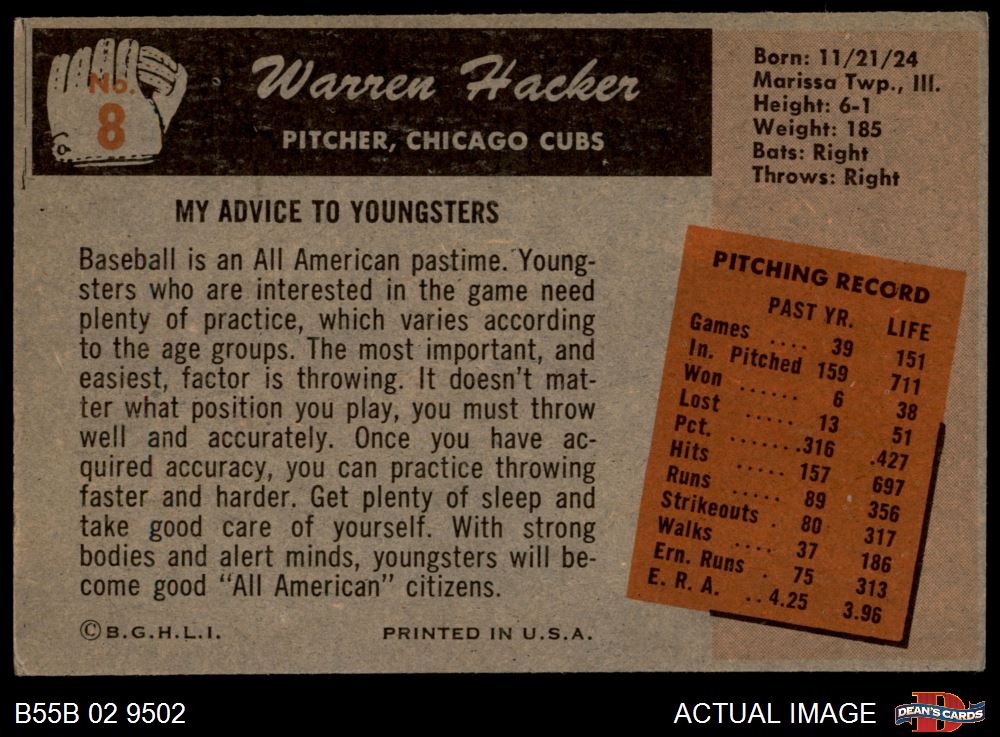 No.
8
Warren Hacker
PITCHER, CHICAGO CUBS
Born: 11/21/24
Marissa Twp., Ill.
Height: 6-1
Weight: 185
Bats: Right
Throws: Right
MY ADVICE TO YOUNGSTERS
Baseball is an All American pastime. Young-
sters who are interested in the game need
plenty of practice, which varies according
to the age groups. The most important, and
easiest, factor is throwing. It doesn't mat-
ter what position you play, you must throw
well and accurately. Once you have ac-
quired accuracy, you can practice throwing
faster and harder. Get plenty of sleep and
take good care of yourself. With strong
bodies and alert minds, youngsters will be-
come good "All American" citizens.
© B.G.H.L.I. PRINTED IN U.S.A.
PITCHING RECORD
PAST YR. LIFE
Games .... 39 151
In. Pitched 159 711
Won ...... 6 38
Lost ..... 13 51
Pct. .......316 .427
Hits ..... 157 697
Runs ..... 89 356
Strikeouts . 80 317
Walks .... 37 186
Ern. Runs . 75 313
E. R. A. .. 4.25 3.96
B55B 02 9502
ACTUAL IMAGE
DEAN'S CARDS